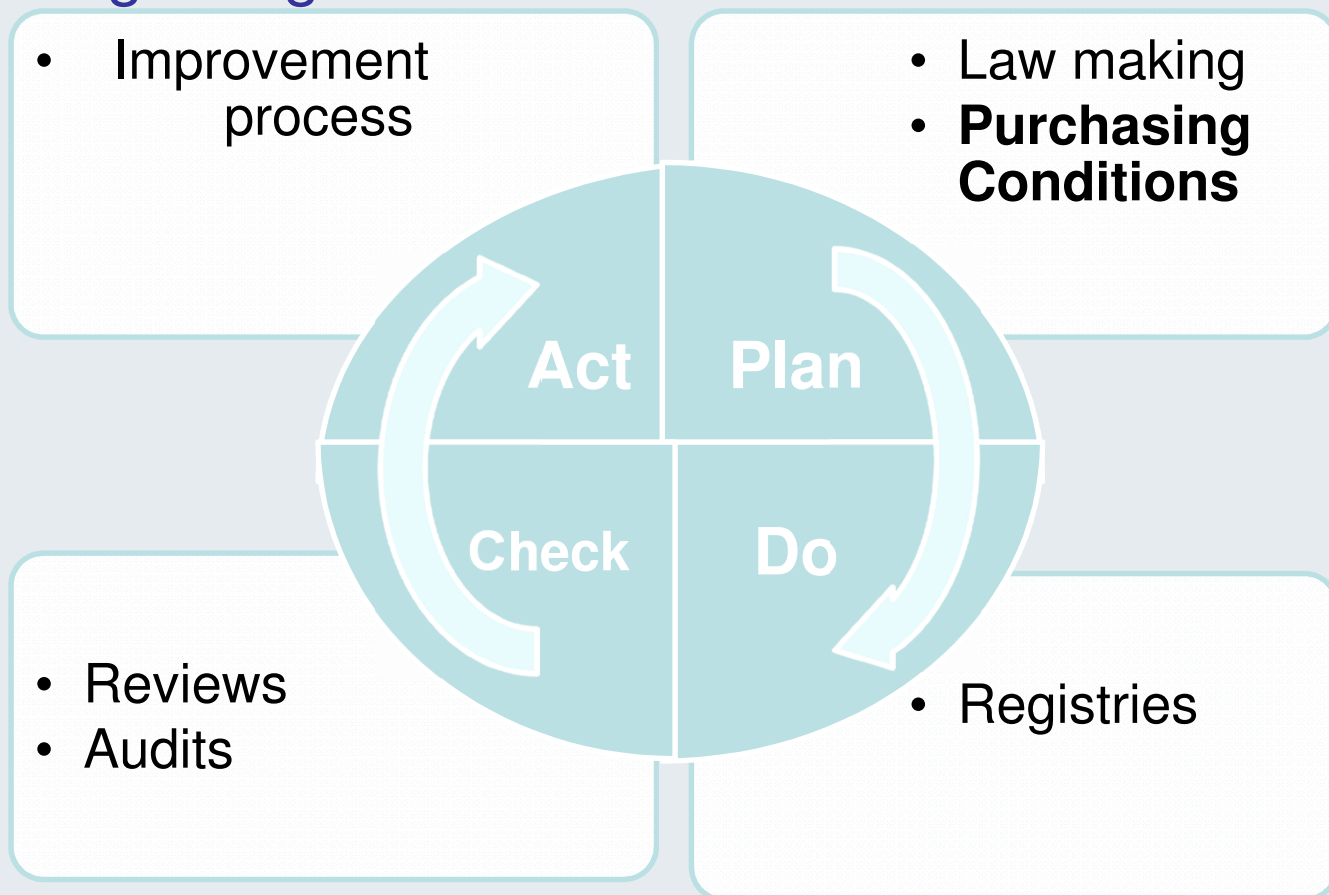 • Improvement
process
• Law making
• Purchasing
Conditions
Act
Plan
Check
Do
• Reviews
• Audits
• Registries